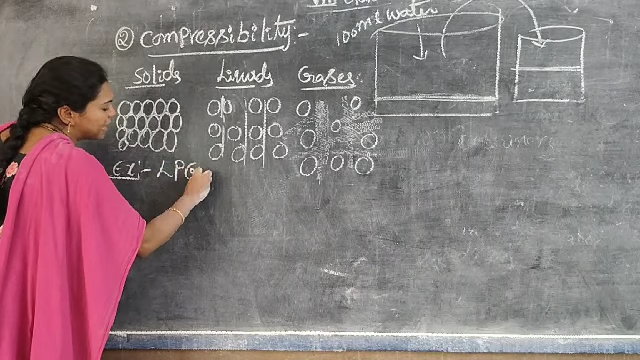 ② Compressibility:-
100ml water
Solids Liquids Gases:
Ex:- LPG